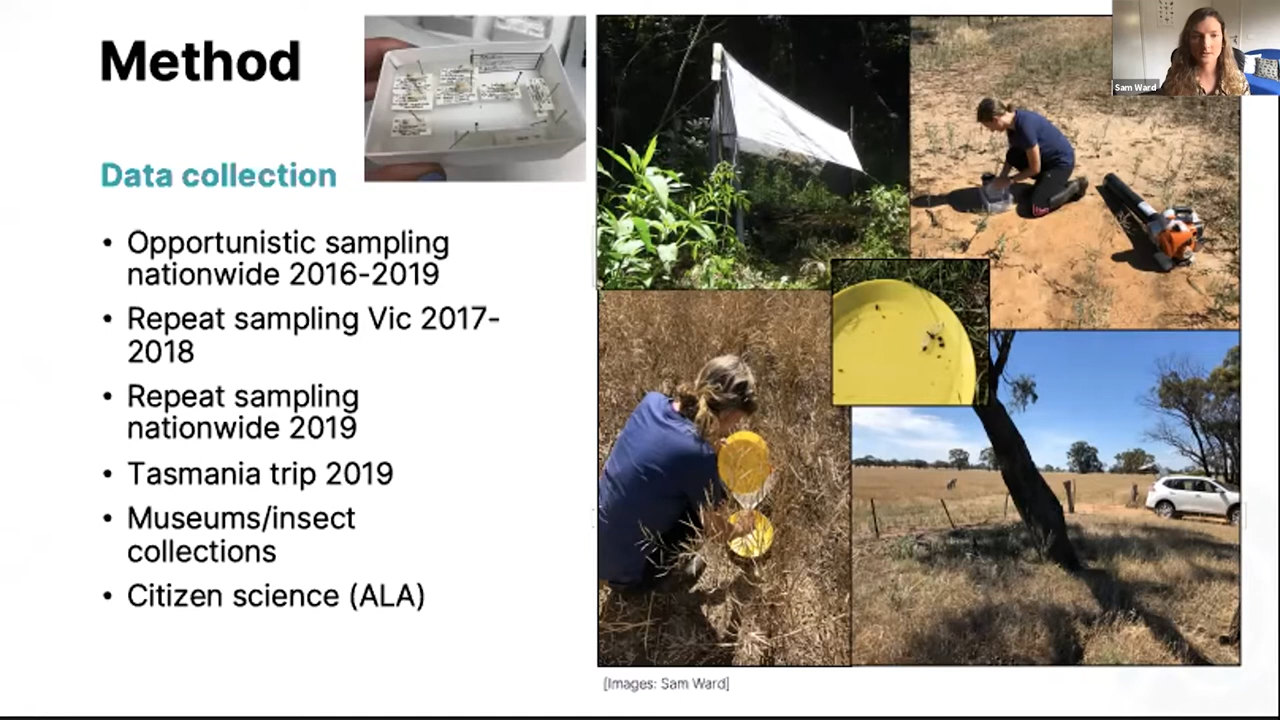 Method
Sam Ward
Data collection
• Opportunistic sampling
nationwide 2016-2019
• Repeat sampling Vic 2017-
2018
• Repeat sampling
nationwide 2019
• Tasmania trip 2019
• Museums/insect
collections
• Citizen science (ALA)
[Images: Sam Ward]